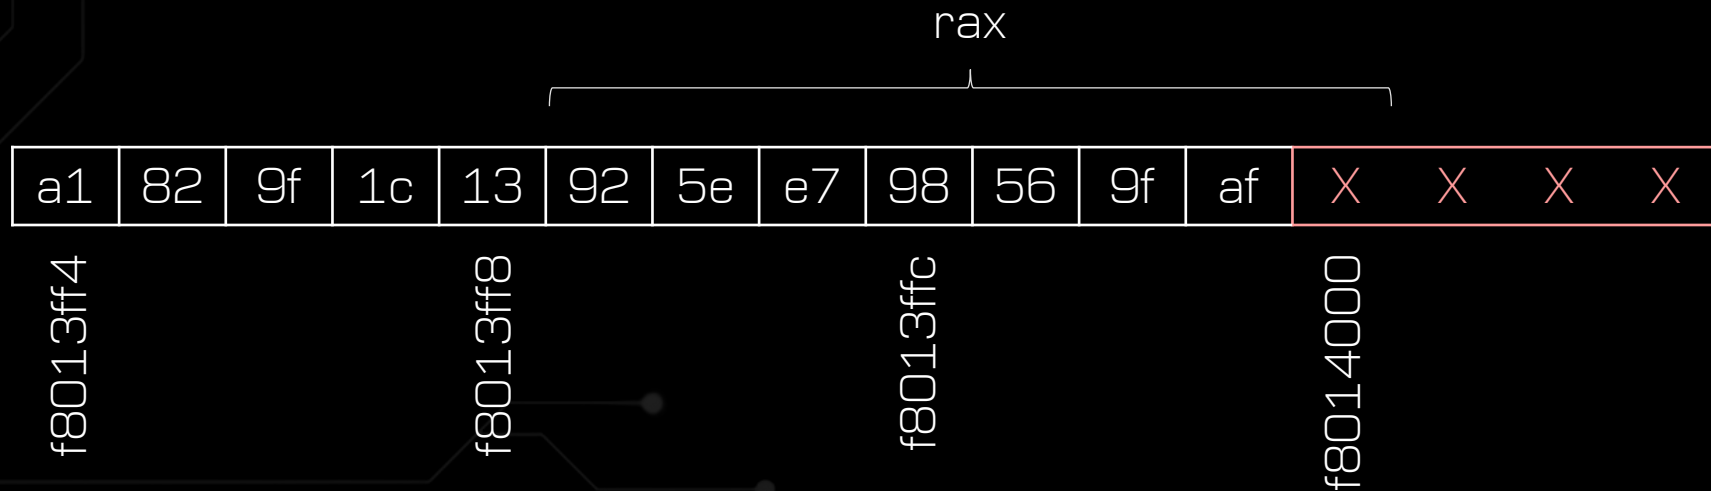 rax
a1 82 9f 1c 13 92 5e e7 98 56 9f af X X X X
f8013ff4
f8013ff8
f8013ffc
f8014000